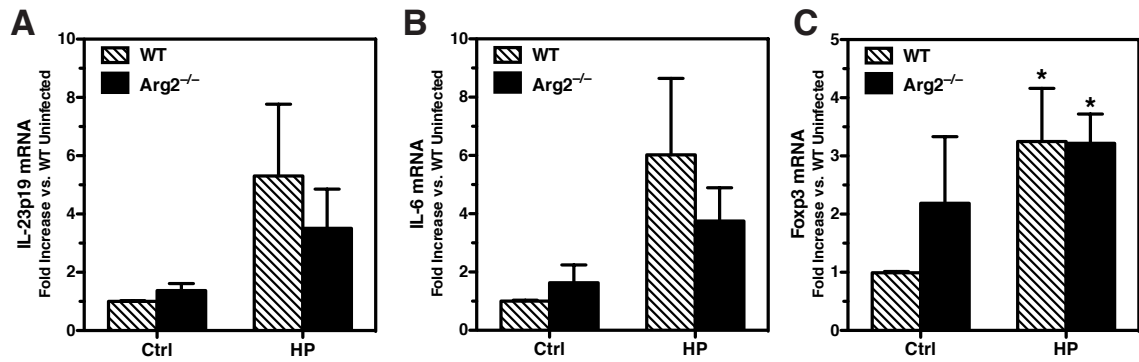 A
10
8
6
4
2
0
IL-23p19 mRNA
Fold Increase vs. WT Uninfected
WT
Arg2–/–
Ctrl
HP
B
10
8
6
4
2
0
IL-6 mRNA
Fold Increase vs. WT Uninfected
WT
Arg2–/–
Ctrl
HP
C
5
4
3
2
1
0
Foxp3 mRNA
Fold Increase vs. WT Uninfected
WT
Arg2–/–
*
*
Ctrl
HP